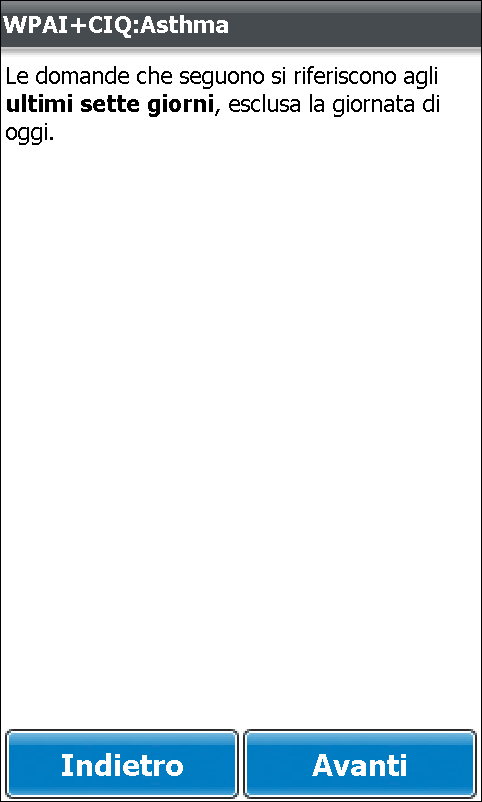 WPAI+CIQ:Asthma
Le domande che seguono si riferiscono agli
ultimi sette giorni, esclusa la giornata di
oggi.
Indietro
Avanti